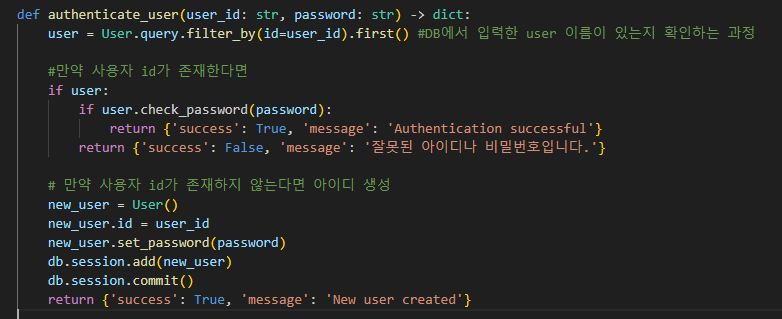 def authenticate_user(user_id: str, password: str) -> dict:
    user = User.query.filter_by(id=user_id).first() #DB에서 입력한 user 이름이 있는지 확인하는 과정

    #만약 사용자 id가 존재한다면
    if user:
        if user.check_password(password):
            return {'success': True, 'message': 'Authentication successful'}
        return {'success': False, 'message': '잘못된 아이디나 비밀번호입니다.'}

    # 만약 사용자 id가 존재하지 않는다면 아이디 생성
    new_user = User()
    new_user.id = user_id
    new_user.set_password(password)
    db.session.add(new_user)
    db.session.commit()
    return {'success': True, 'message': 'New user created'}